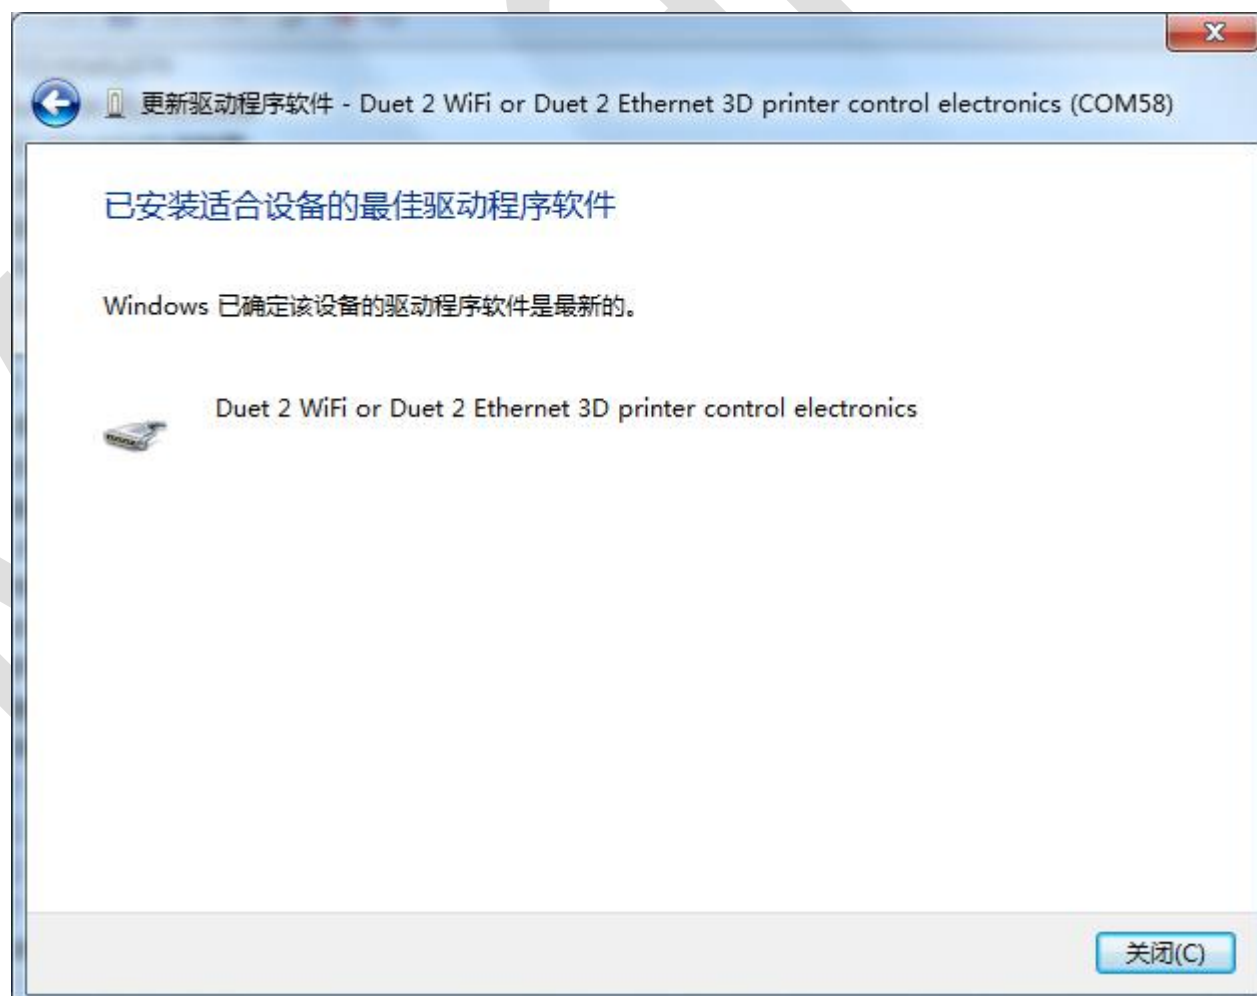 更新驱动程序软件 - Duet 2 WiFi or Duet 2 Ethernet 3D printer control electronics (COM58)
已安装适合设备的最佳驱动程序软件
Windows 已确定该设备的驱动程序软件是最新的。
Duet 2 WiFi or Duet 2 Ethernet 3D printer control electronics
关闭(C)